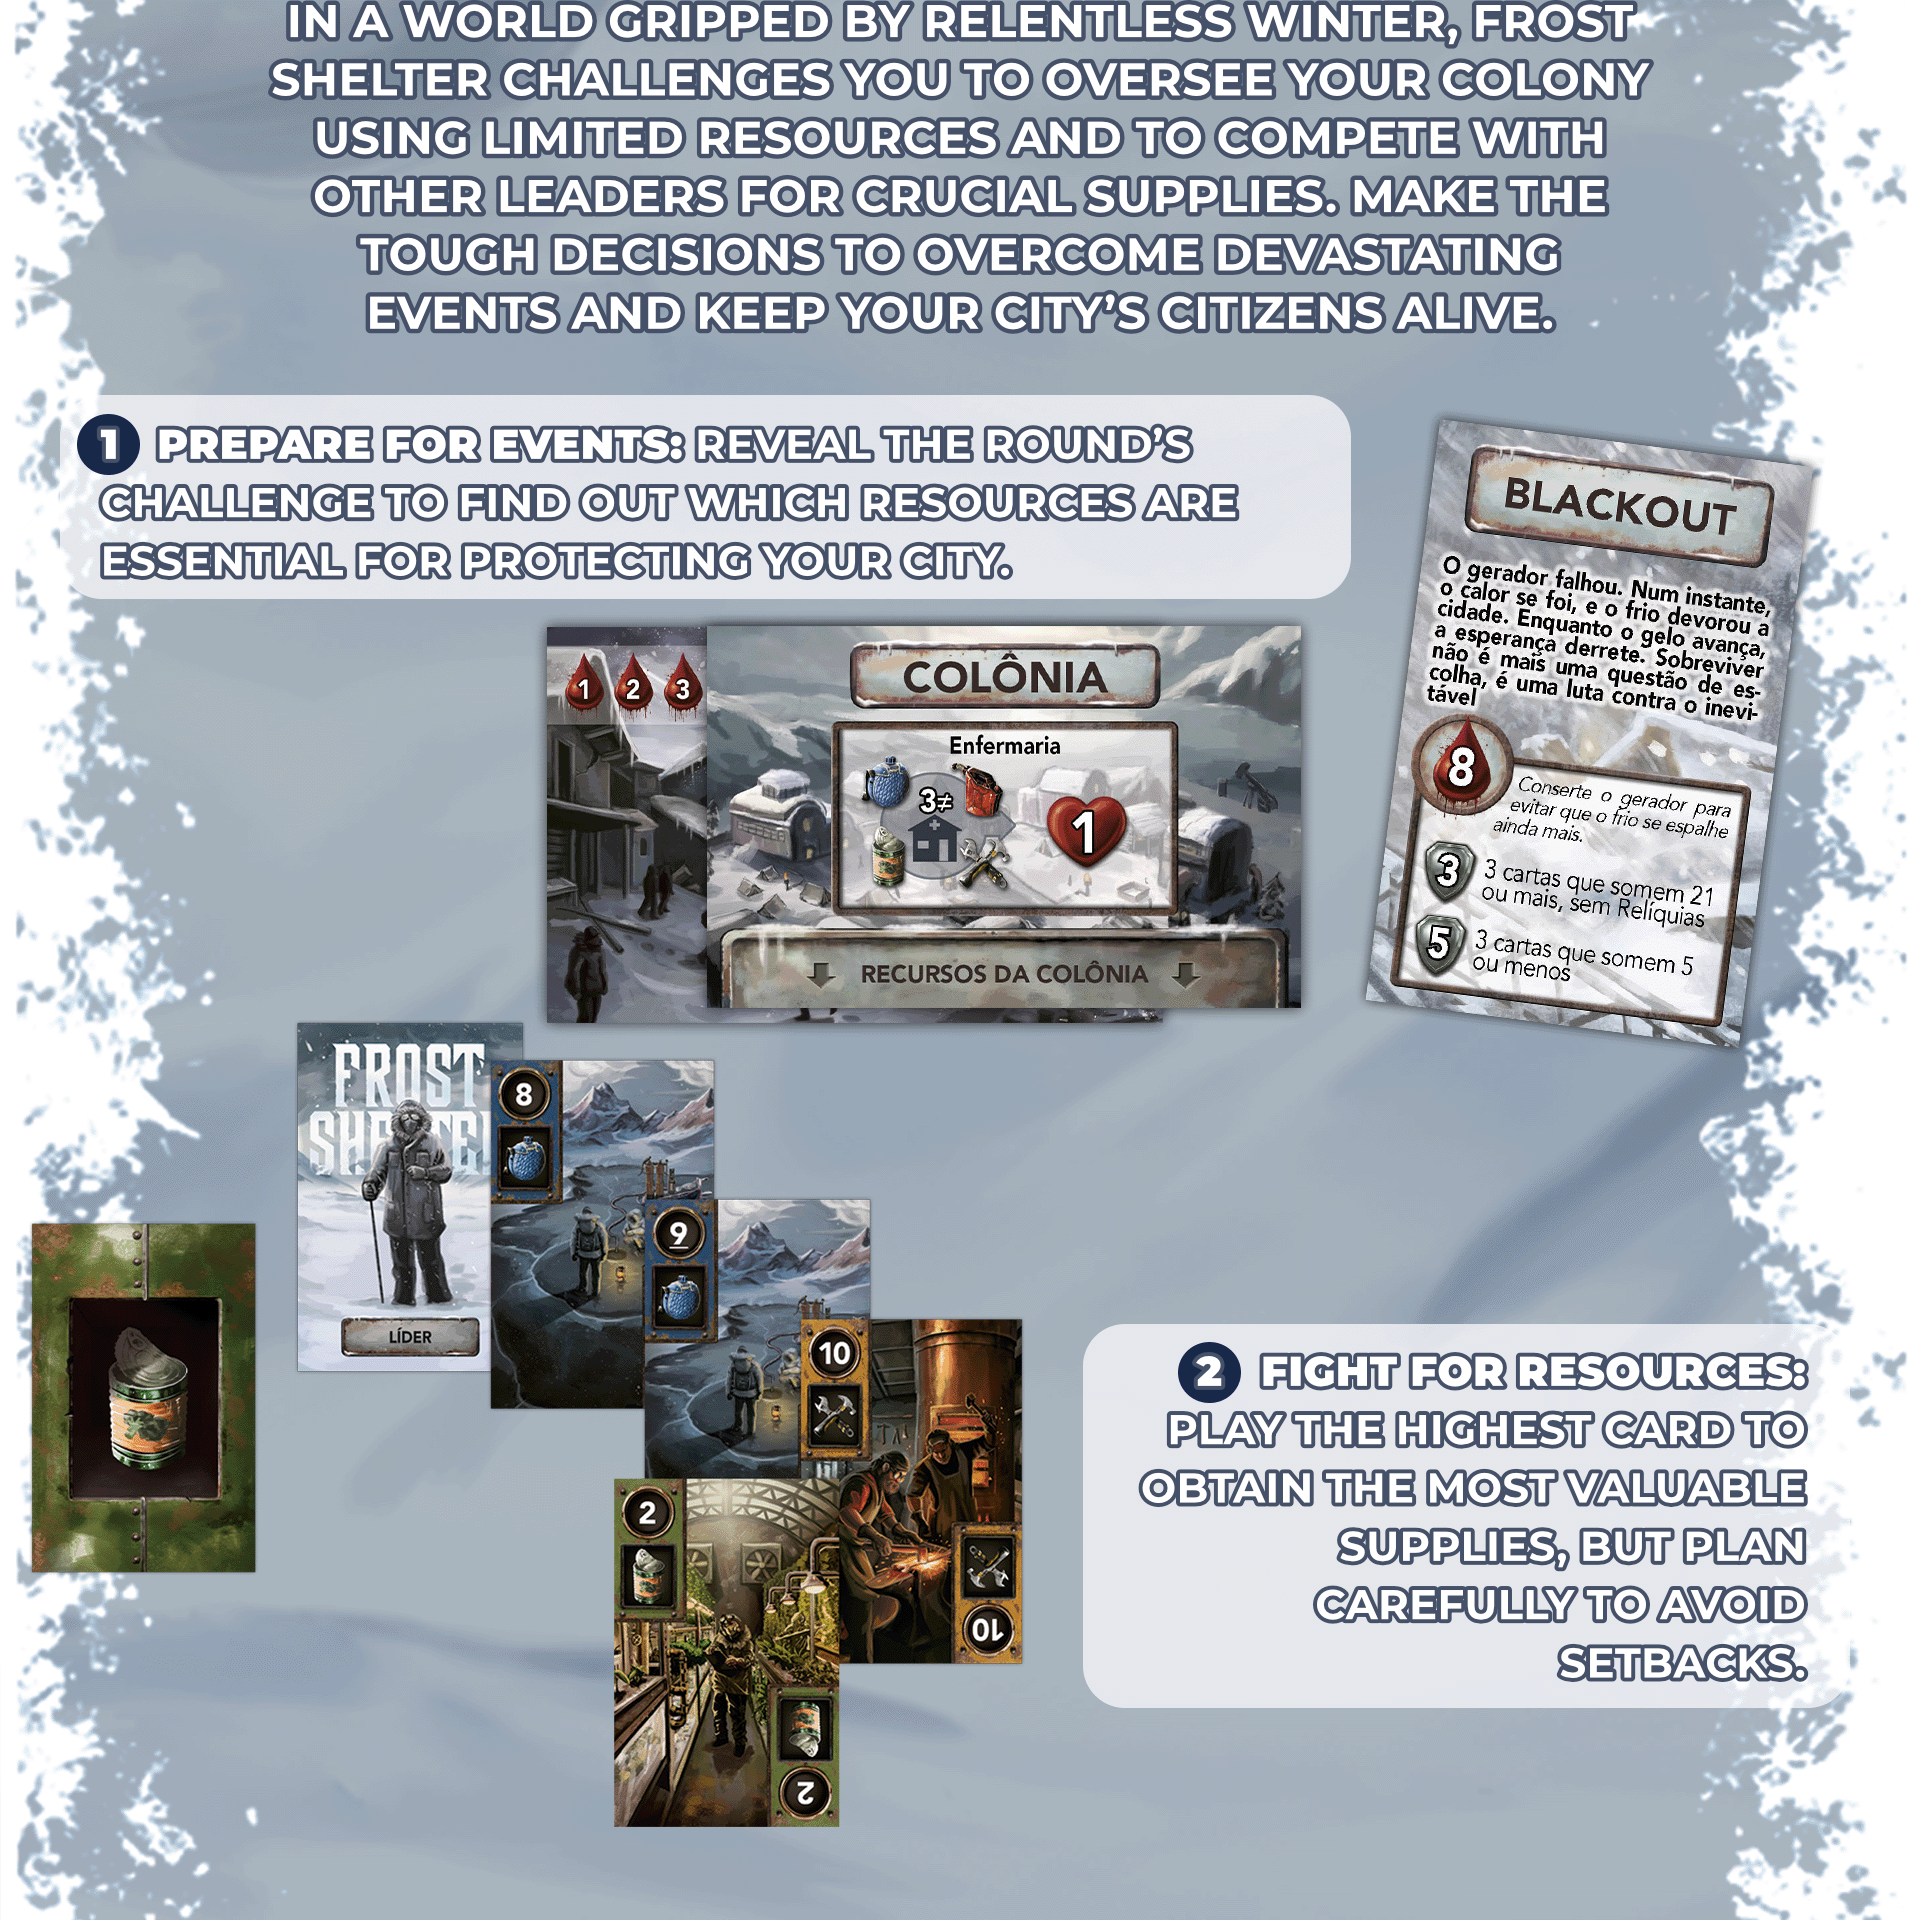 IN A WORLD GRIPPED BY RELENTLESS WINTER, FROST
SHELTER CHALLENGES YOU TO OVERSEE YOUR COLONY
USING LIMITED RESOURCES AND TO COMPETE WITH
OTHER LEADERS FOR CRUCIAL SUPPLIES. MAKE THE
TOUGH DECISIONS TO OVERCOME DEVASTATING
EVENTS AND KEEP YOUR CITY'S CITIZENS ALIVE.
1 PREPARE FOR EVENTS: REVEAL THE ROUND'S
CHALLENGE TO FIND OUT WHICH RESOURCES ARE
ESSENTIAL FOR PROTECTING YOUR CITY.
BLACKOUT
O gerador falhou. Num instante,
o calor se foi, e o frio devorou a
cidade. Enquanto o gelo avança,
a esperança derrete. Sobreviver
não é mais uma questão de es-
colha, é uma luta contra o inevi-
tável
8
Conserte o gerador para
evitar que o frio se espalhe
ainda mais.
3
3 cartas que somem 21
ou mais, sem Relíquias
5
3 cartas que somem 5
ou menos
1 2 3
COLÔNIA
Enfermaria
3≠
1
RECURSOS DA COLÔNIA
FROST
SHELTER
LÍDER
8
9
10
10
2
2
2 FIGHT FOR RESOURCES:
PLAY THE HIGHEST CARD TO
OBTAIN THE MOST VALUABLE
SUPPLIES, BUT PLAN
CAREFULLY TO AVOID
SETBACKS.